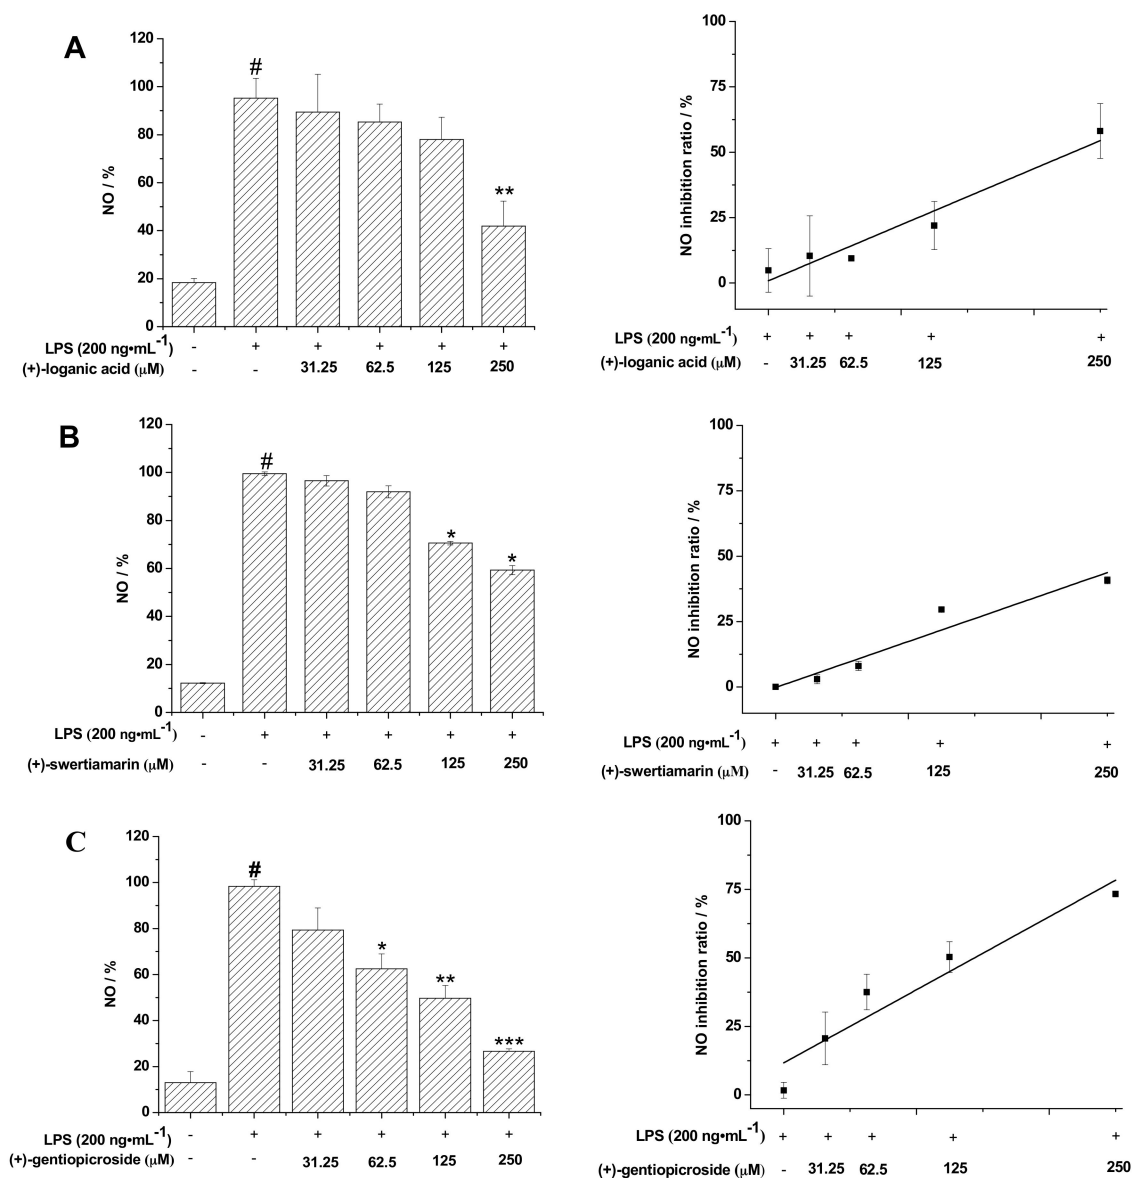 A
120
100
80
60
40
20
0
NO / %
#
**
LPS (200 ng•mL-1) - + + + + +
(+)-loganic acid (μM) - - 31.25 62.5 125 250
100
75
50
25
0
NO inhibition ratio / %
LPS (200 ng•mL-1) + + + + +
(+)-loganic acid (μM) - 31.25 62.5 125 250
B
120
100
80
60
40
20
0
NO / %
#
*
*
LPS (200 ng•mL-1) - + + + + +
(+)-swertiamarin (μM) - - 31.25 62.5 125 250
100
75
50
25
0
NO inhibition ratio / %
LPS (200 ng•mL-1) + + + + +
(+)-swertiamarin (μM) - 31.25 62.5 125 250
C
120
100
80
60
40
20
0
NO / %
#
*
**
***
LPS (200 ng•mL-1) - + + + + +
(+)-gentiopicroside (μM) - - 31.25 62.5 125 250
100
75
50
25
0
NO inhibition ratio / %
LPS (200 ng•mL-1) + + + + +
(+)-gentiopicroside (μM) - 31.25 62.5 125 250